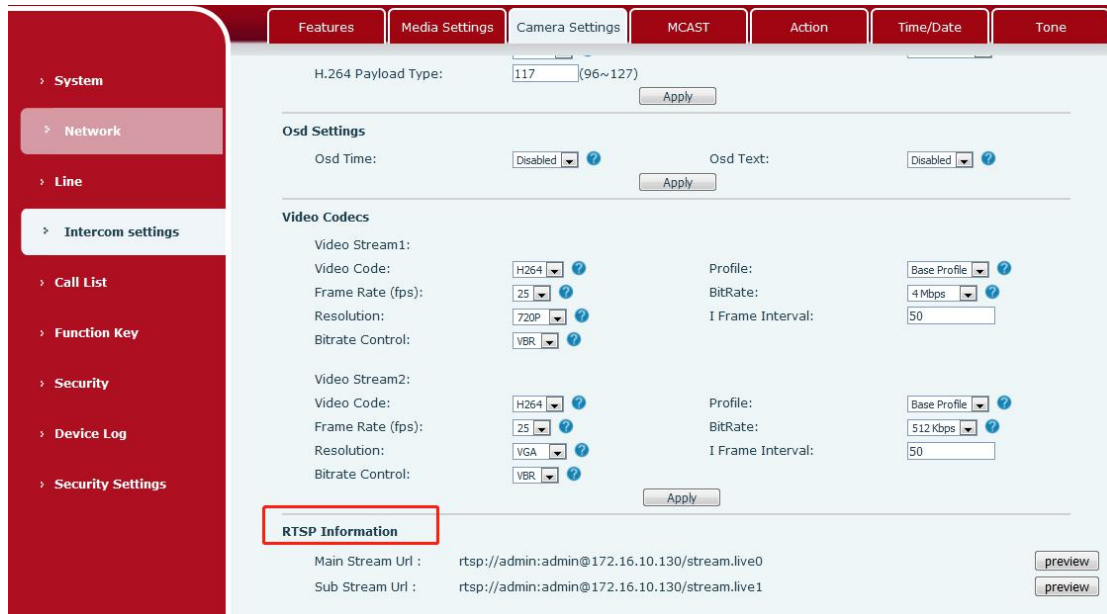 Features Media Settings Camera Settings MCAST Action Time/Date Tone
› System
› Network
› Line
› Intercom settings
› Call List
› Function Key
› Security
› Device Log
› Security Settings
H.264 Payload Type: 117 (96~127)
Apply
Osd Settings
Osd Time: Disabled ? Osd Text: Disabled ?
Apply
Video Codecs
Video Stream1:
Video Code: H264 ? Profile: Base Profile ?
Frame Rate (fps): 25 ? BitRate: 4 Mbps ?
Resolution: 720P ? I Frame Interval: 50
Bitrate Control: VBR ?
Video Stream2:
Video Code: H264 ? Profile: Base Profile ?
Frame Rate (fps): 25 ? BitRate: 512 Kbps ?
Resolution: VGA ? I Frame Interval: 50
Bitrate Control: VBR ?
Apply
RTSP Information
Main Stream Url : rtsp://admin:admin@172.16.10.130/stream.live0 preview
Sub Stream Url : rtsp://admin:admin@172.16.10.130/stream.live1 preview